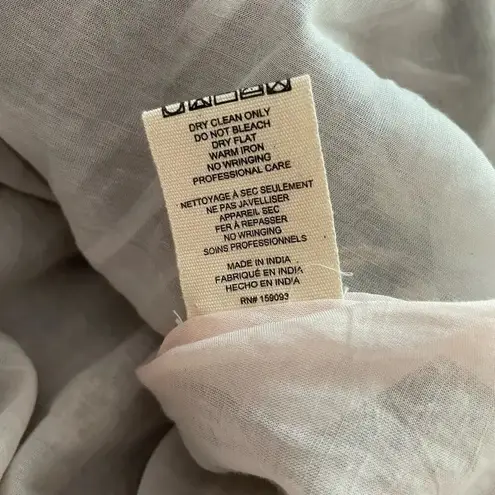 DRY CLEAN ONLY
DO NOT BLEACH
DRY FLAT
WARM IRON
NO WRINGING
PROFESSIONAL CARE
NETTOYAGE À SEC SEULEMENT
NE PAS JAVELLISER
APPAREIL SEC
FER À REPASSER
NO WRINGING
SOINS PROFESSIONNELS
MADE IN INDIA
FABRIQUÉ EN INDIA
HECHO EN INDIA
RN# 159093